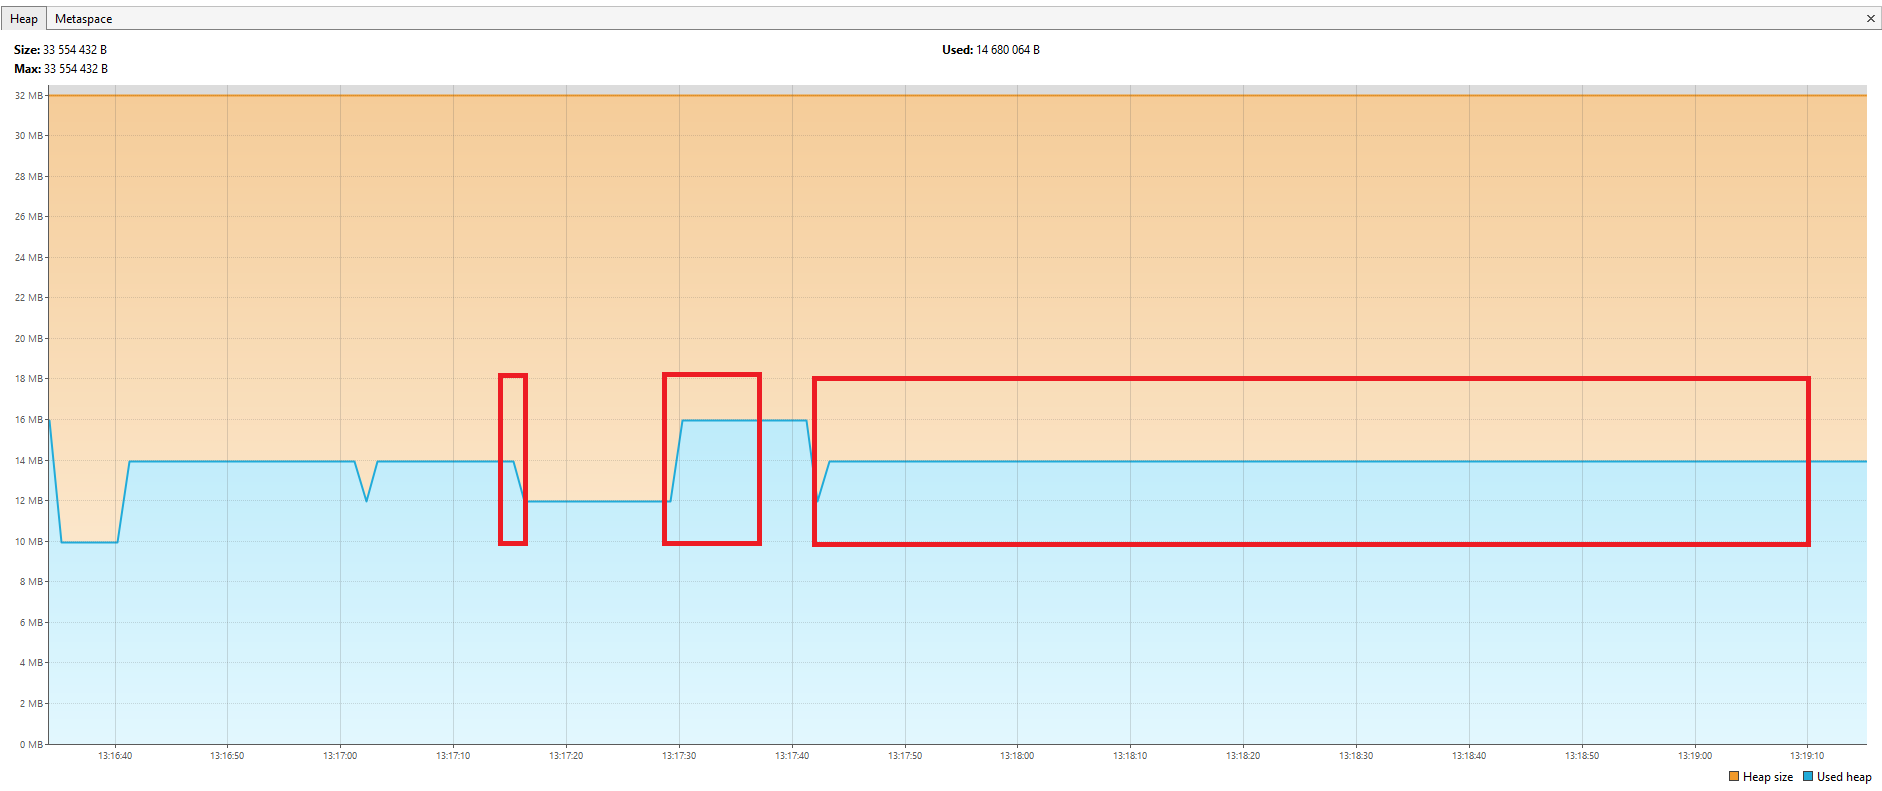 Heap Metaspace ×
Size: 33 554 432 B Used: 14 680 064 B
Max: 33 554 432 B
32 MB
30 MB
28 MB
26 MB
24 MB
22 MB
20 MB
18 MB
16 MB
14 MB
12 MB
10 MB
8 MB
6 MB
4 MB
2 MB
0 MB
13:16:40 13:16:50 13:17:00 13:17:10 13:17:20 13:17:30 13:17:40 13:17:50 13:18:00 13:18:10 13:18:20 13:18:30 13:18:40 13:18:50 13:19:00 13:19:10
Heap size Used heap